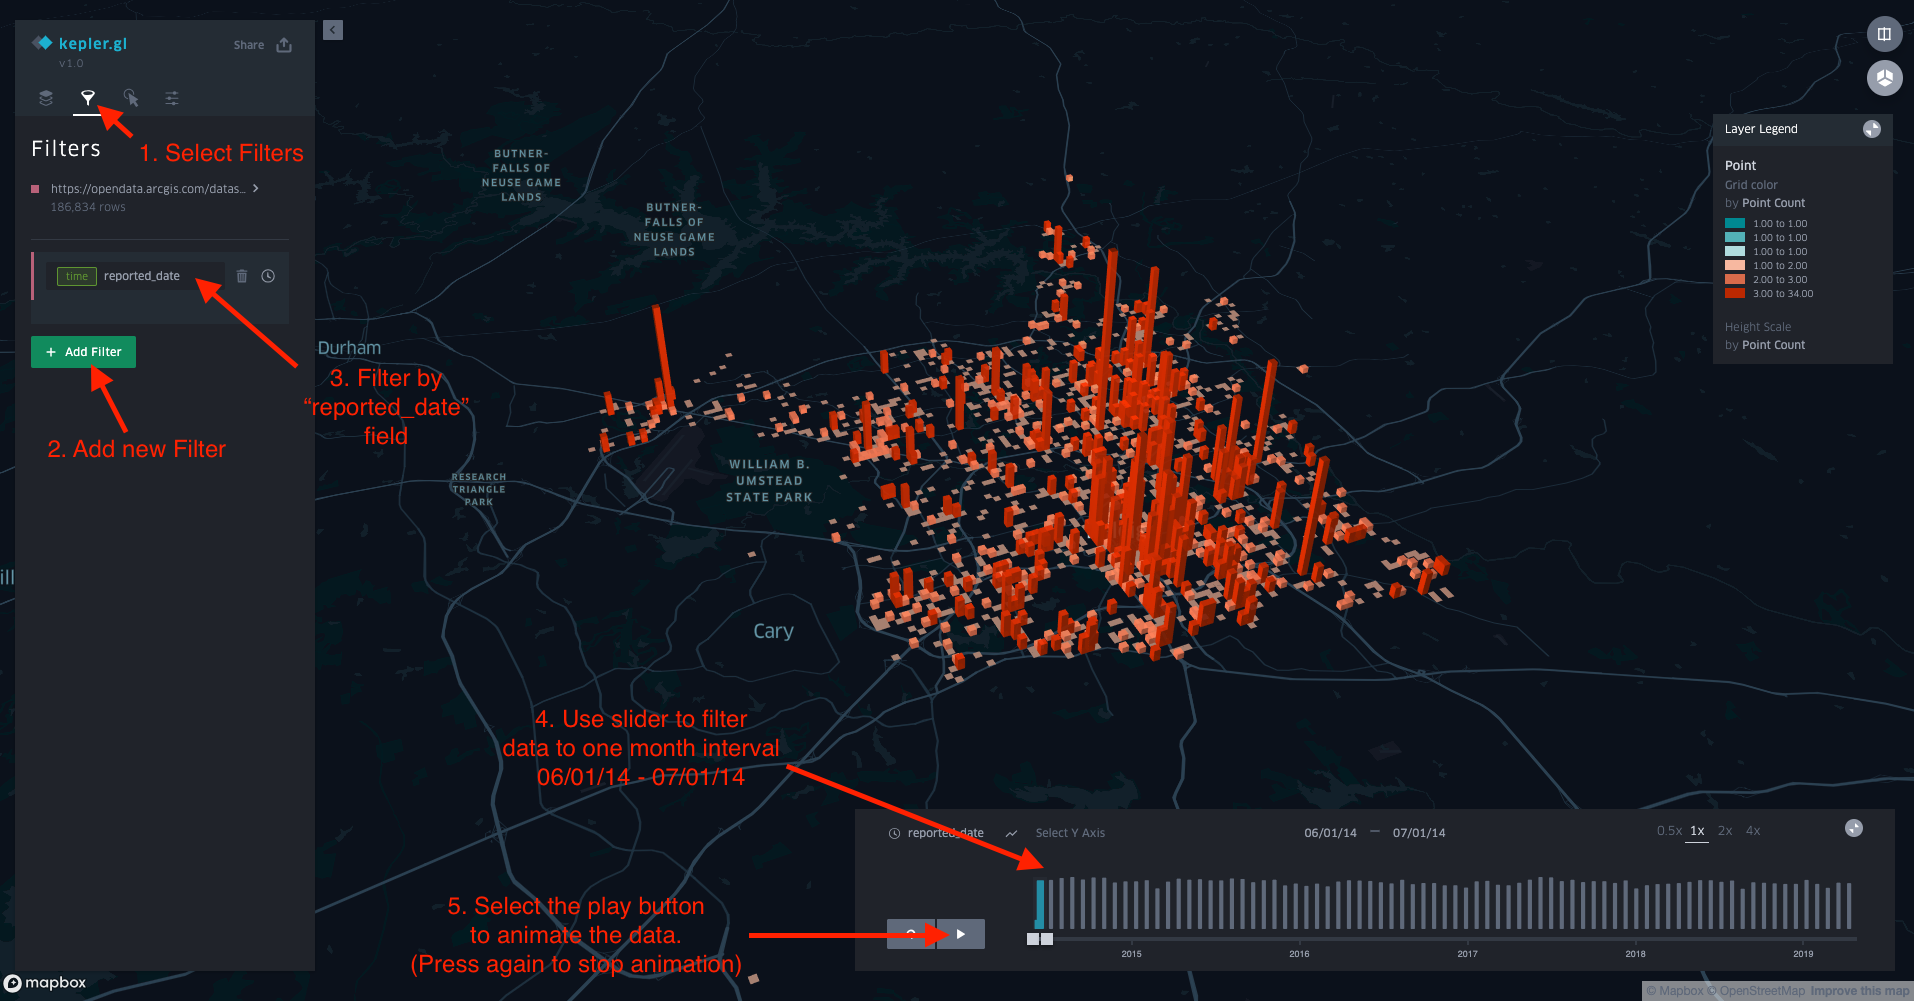 kepler.gl
v1.0
Share
Filters
1. Select Filters
https://opendata.arcgis.com/datas...
186,834 rows
time reported_date
+ Add Filter
2. Add new Filter
3. Filter by
“reported_date”
field
Durham
BUTNER-
FALLS OF
NEUSE GAME
LANDS
BUTNER-
FALLS OF
NEUSE GAME
LANDS
RESEARCH
TRIANGLE
PARK
WILLIAM B.
UMSTEAD
STATE PARK
Cary
ill
Layer Legend
Point
Grid color
by Point Count
1.00 to 1.00
1.00 to 1.00
1.00 to 1.00
1.00 to 2.00
2.00 to 3.00
3.00 to 34.00
Height Scale
by Point Count
4. Use slider to filter
data to one month interval
06/01/14 - 07/01/14
reported_date Select Y Axis 06/01/14 — 07/01/14 0.5x 1x 2x 4x
5. Select the play button
to animate the data.
(Press again to stop animation)
2015 2016 2017 2018 2019
mapbox
© Mapbox © OpenStreetMap Improve this map